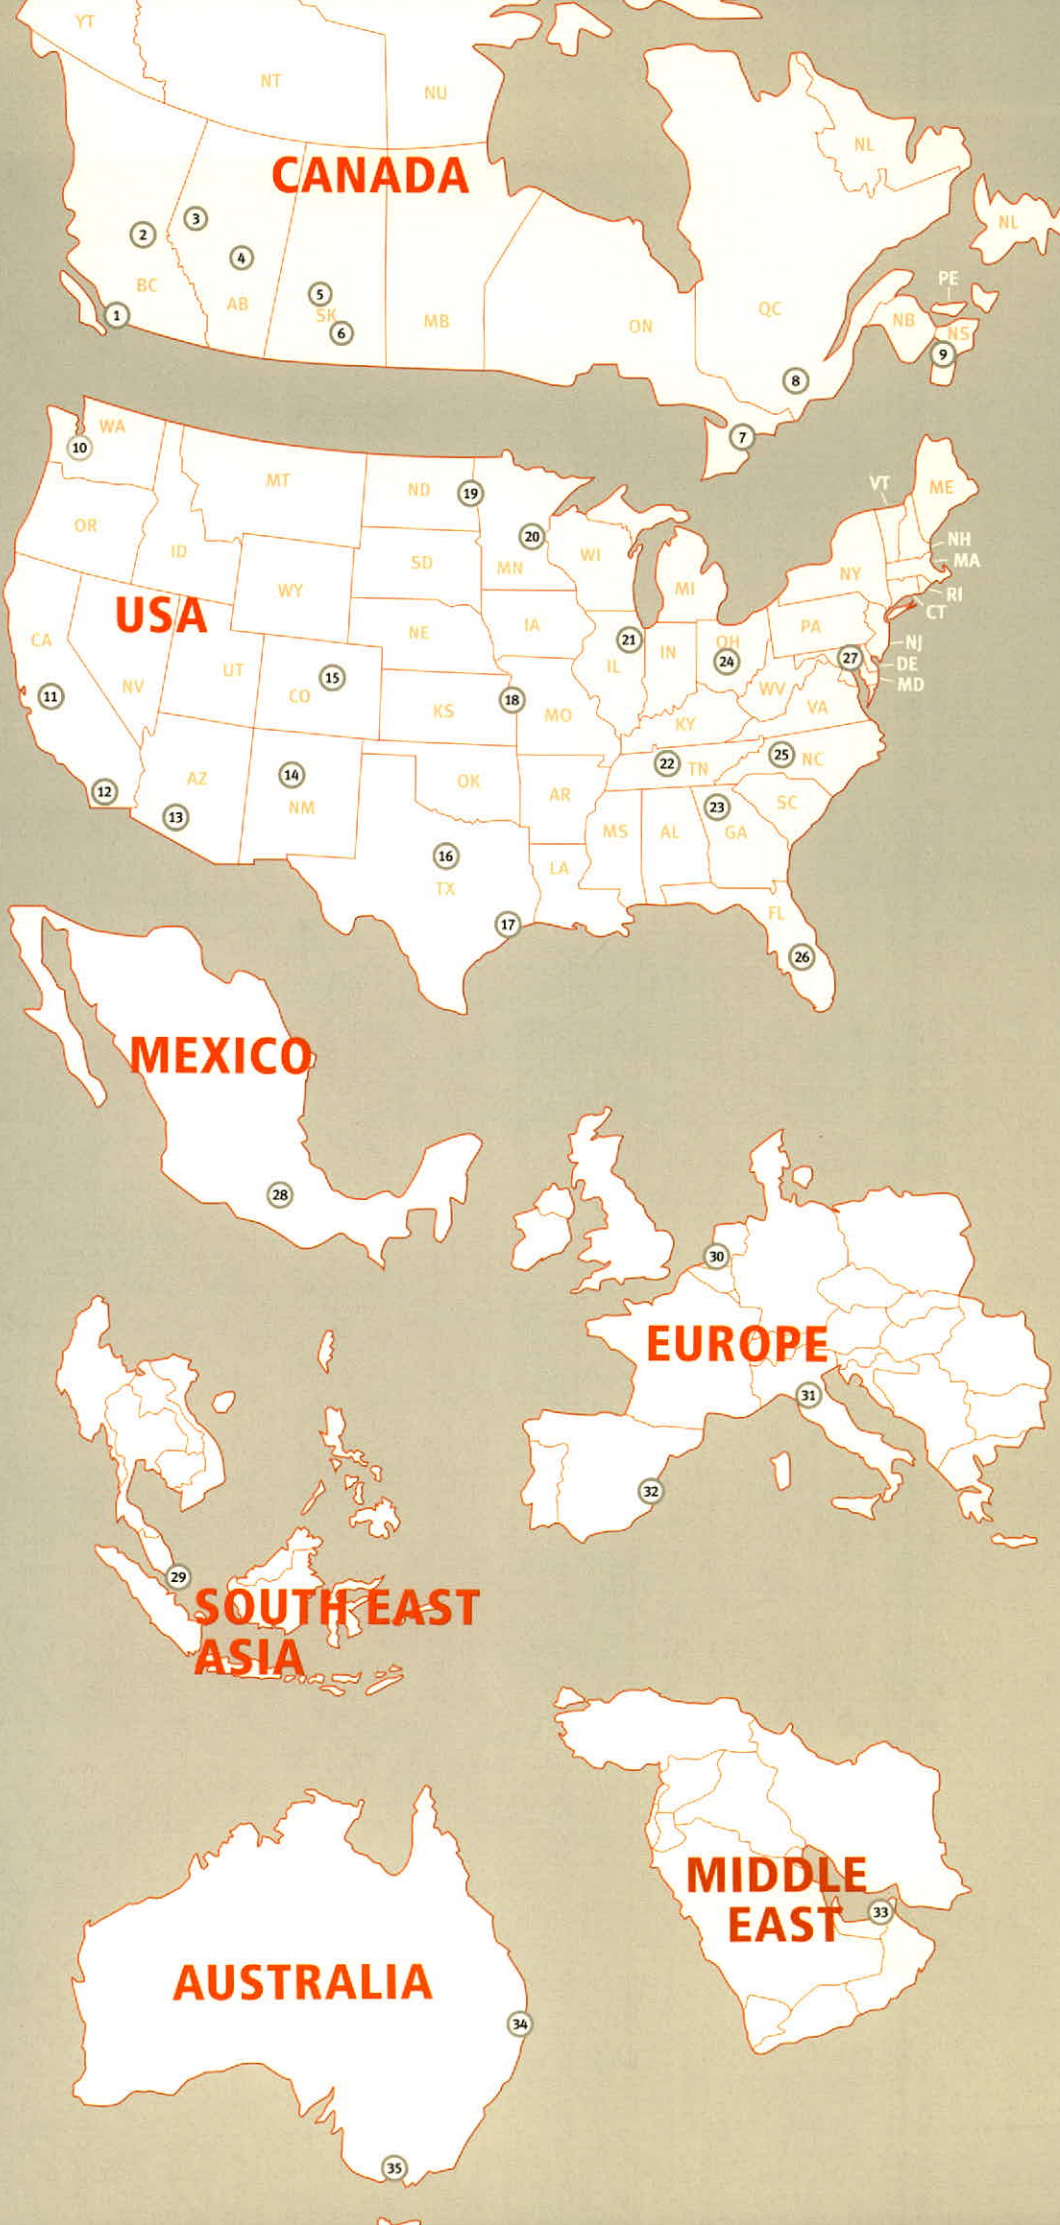 YT
NT
NU
NL
CANADA
NL
3
2
4
BC
AB
5
SK
6
MB
ON
QC
PE
NB
NS
9
1
8
7
WA
10
MT
ND
19
VT
ME
OR
ID
20
NH
MA
WY
SD
MN
WI
MI
NY
RI
CT
USA
CA
NE
IA
21
IL
IN
OH
24
PA
NJ
27
DE
MD
UT
15
CO
NV
11
KS
18
MO
WV
VA
KY
AZ
14
NM
OK
22
TN
25
NC
12
13
AR
23
SC
MS
AL
GA
16
TX
LA
17
FL
26
MEXICO
28
30
EUROPE
31
32
29
SOUTH EAST
ASIA
MIDDLE
EAST
33
AUSTRALIA
34
35